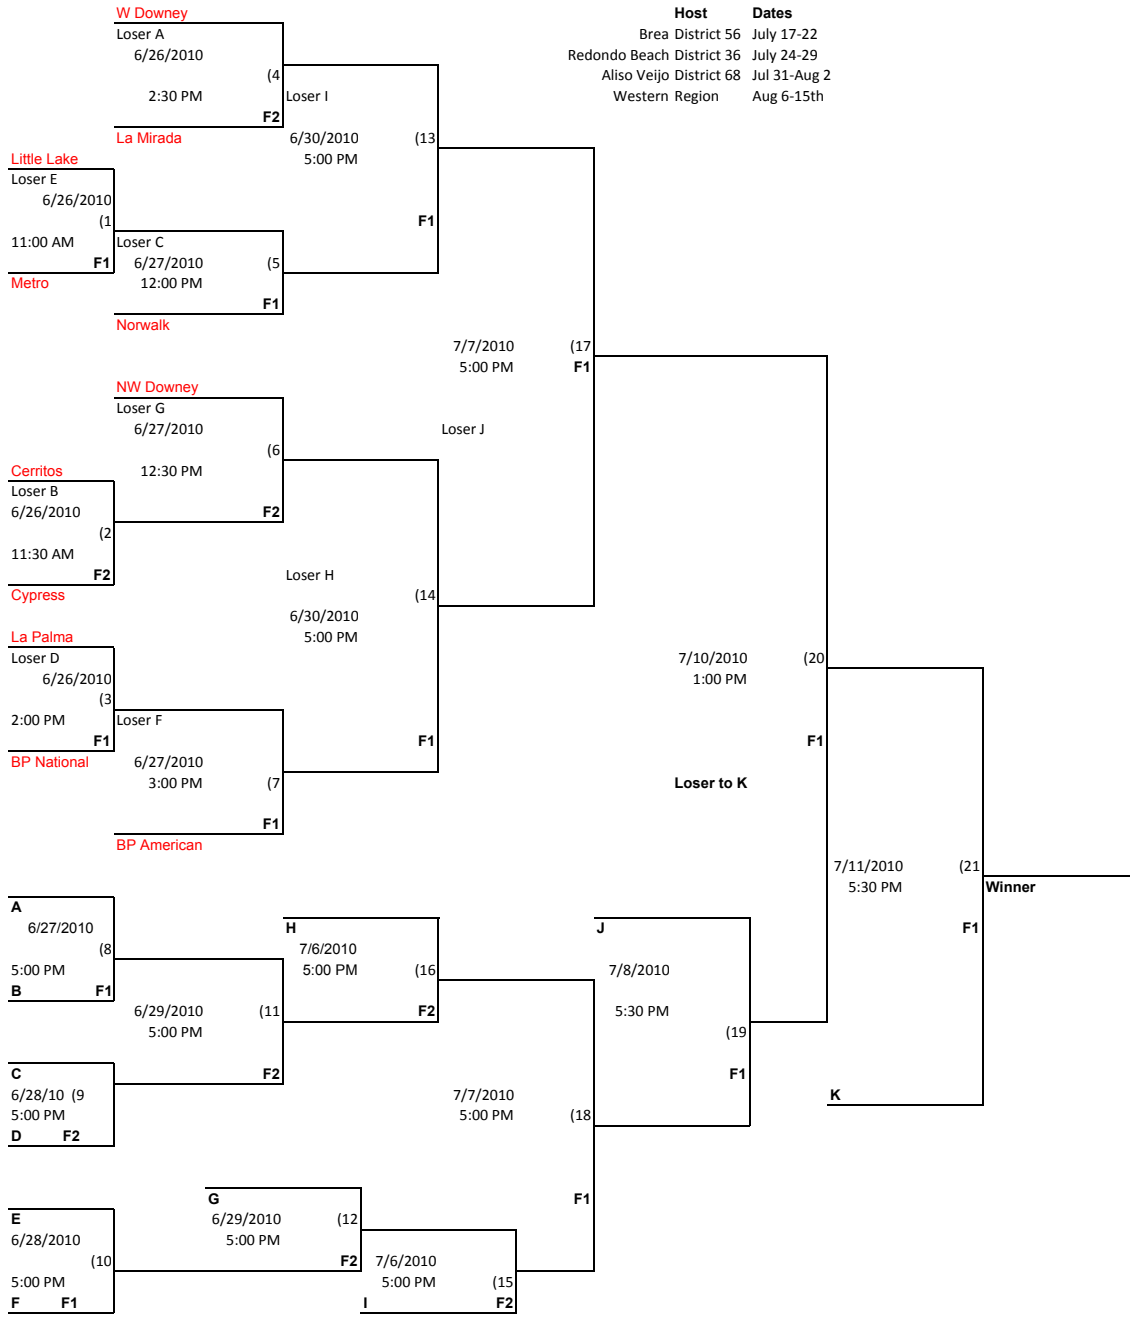 W Downey
Host Dates
Loser A
Brea District 56 July 17-22
6/26/2010
Redondo Beach District 36 July 24-29
(4
Aliso Veijo District 68 Jul 31-Aug 2
2:30 PM
Loser I
Western Region Aug 6-15th
F2
La Mirada
6/30/2010 (13
5:00 PM
Little Lake
Loser E
6/26/2010
(1
F1
11:00 AM
Loser C
F1
6/27/2010 (5
Metro
12:00 PM
F1
Norwalk
7/7/2010 (17
5:00 PM F1
NW Downey
Loser G
6/27/2010
Loser J
(6
Cerritos
12:30 PM
Loser B
6/26/2010
F2
(2
11:30 AM
F2
Loser H
Cypress
(14
6/30/2010
5:00 PM
La Palma
Loser D
7/10/2010 (20
6/26/2010
1:00 PM
(3
2:00 PM
Loser F
F1
F1
F1
BP National
6/27/2010
3:00 PM (7
Loser to K
F1
BP American
7/11/2010 (21
5:30 PM
Winner
A
6/27/2010
H
J
F1
(8
7/6/2010
5:00 PM
5:00 PM (16
7/8/2010
B F1
6/29/2010 (11
F2
5:30 PM
5:00 PM
(19
C
F2
F1
6/28/10 (9
7/7/2010
K
5:00 PM
5:00 PM (18
D F2
G
F1
E
6/29/2010 (12
6/28/2010
5:00 PM
(10
F2
7/6/2010
5:00 PM
5:00 PM (15
F F1
I F2